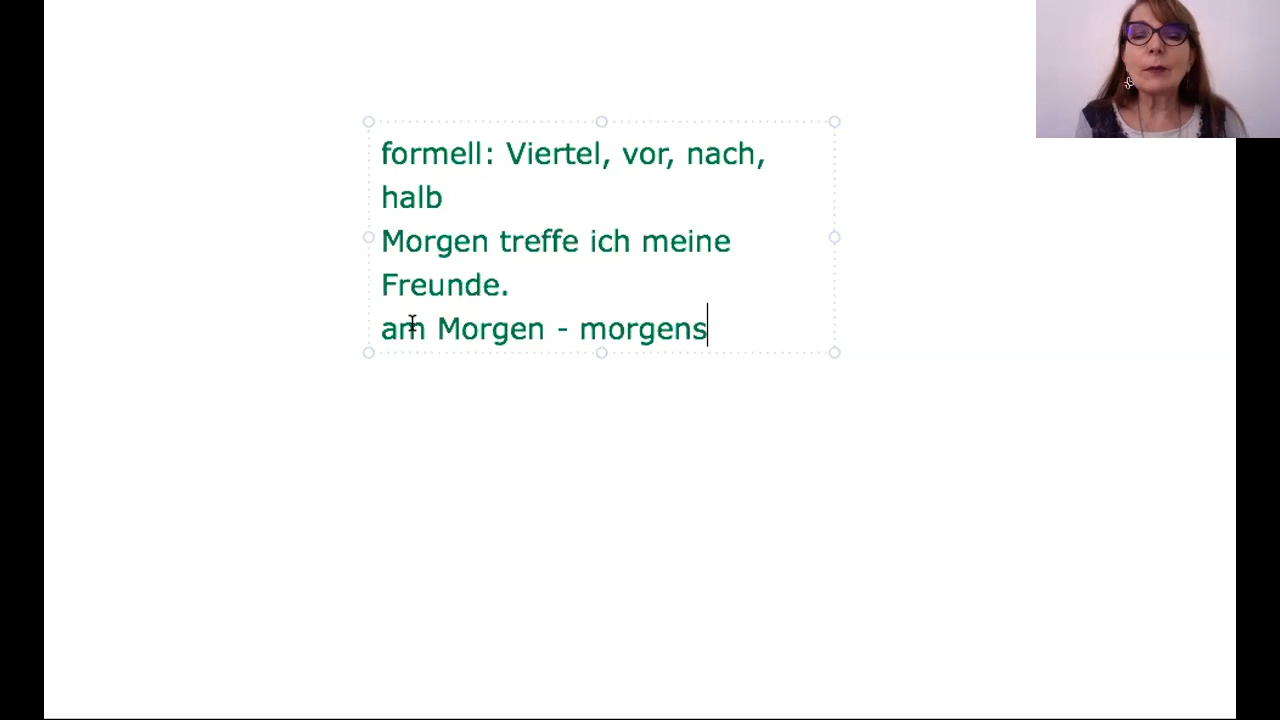 formell: Viertel, vor, nach,
halb
Morgen treffe ich meine
Freunde.
am Morgen - morgens